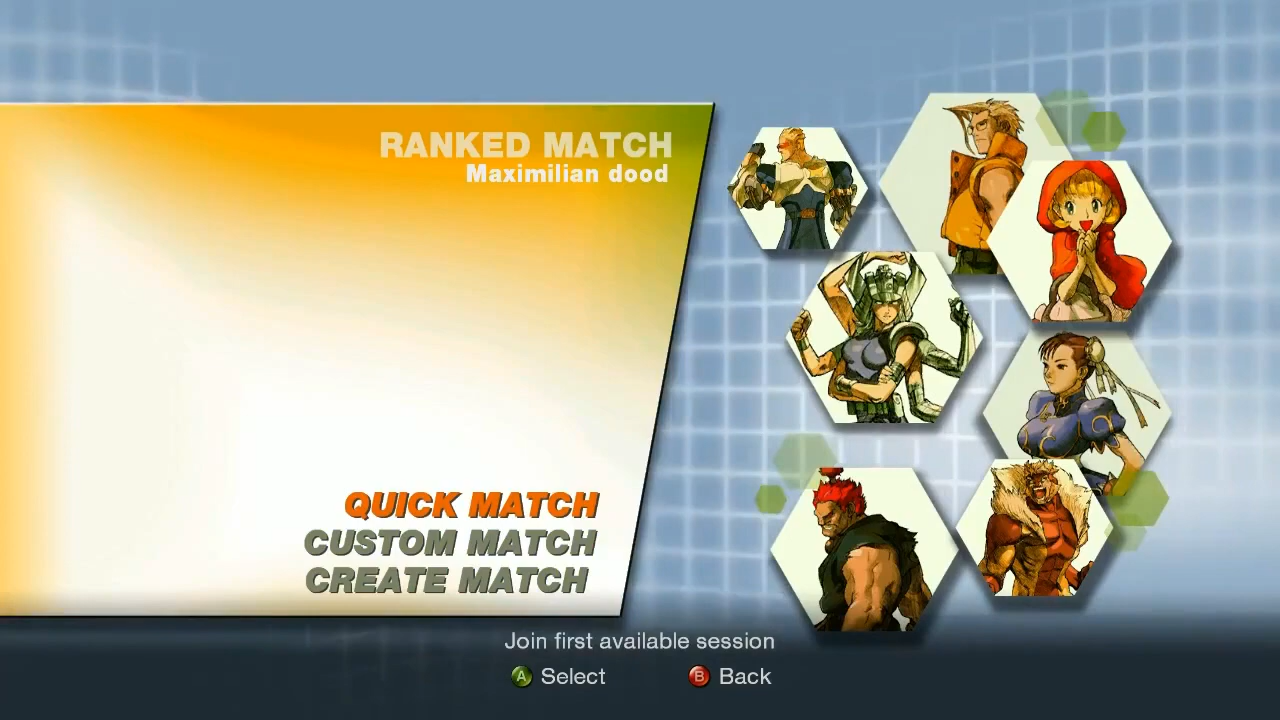 RANKED MATCH
Maximilian dood
QUICK MATCH
CUSTOM MATCH
CREATE MATCH
Join first available session
A Select B Back